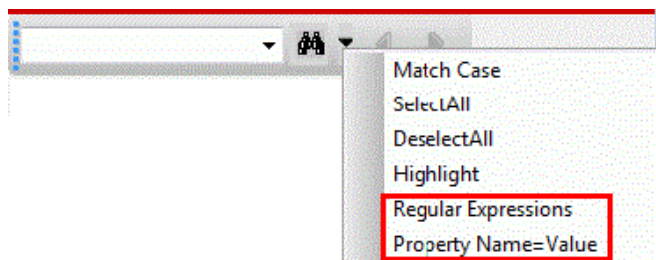 Match Case
SelectAll
DeselectAll
Highlight
Regular Expressions
Property Name=Value